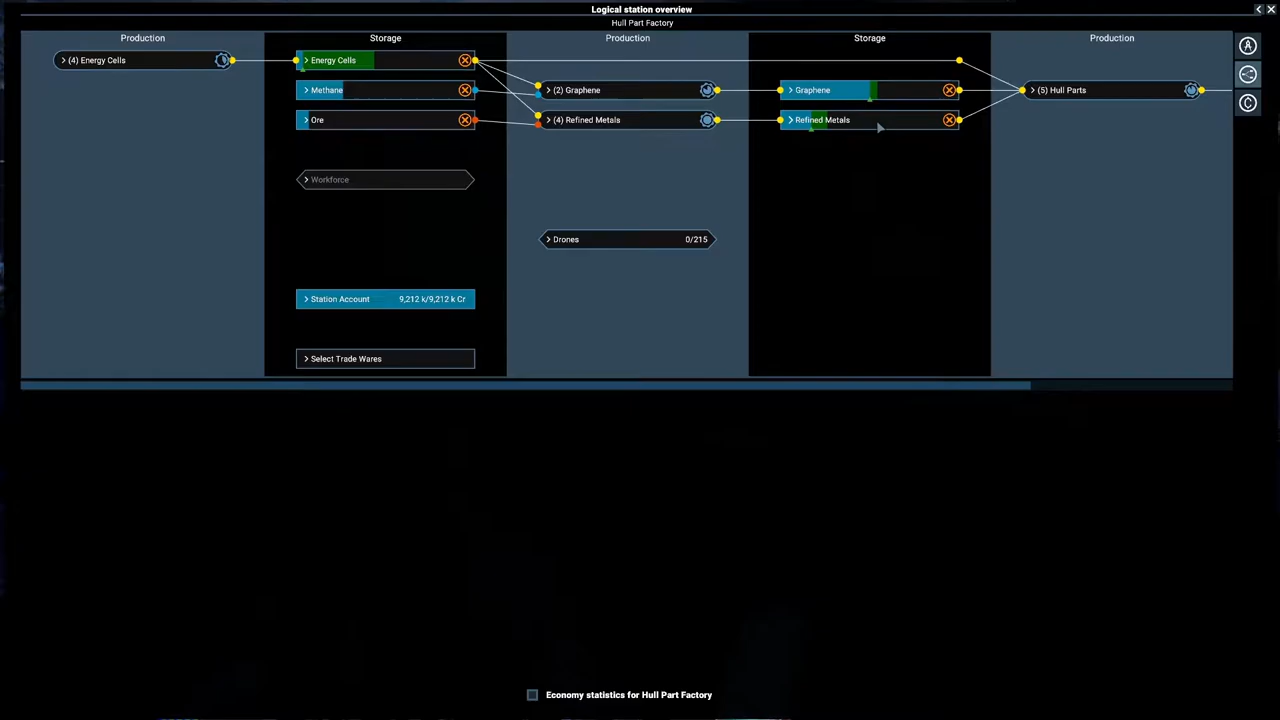 Logical station overview
Hull Part Factory
Production
Storage
Production
Storage
Production
(4) Energy Cells
Energy Cells
Methane
(2) Graphene
Graphene
(5) Hull Parts
Ore
(4) Refined Metals
Refined Metals
Workforce
Drones 0/215
Station Account 9,212 k/9,212 k Cr
Select Trade Wares
A
C
Economy statistics for Hull Part Factory